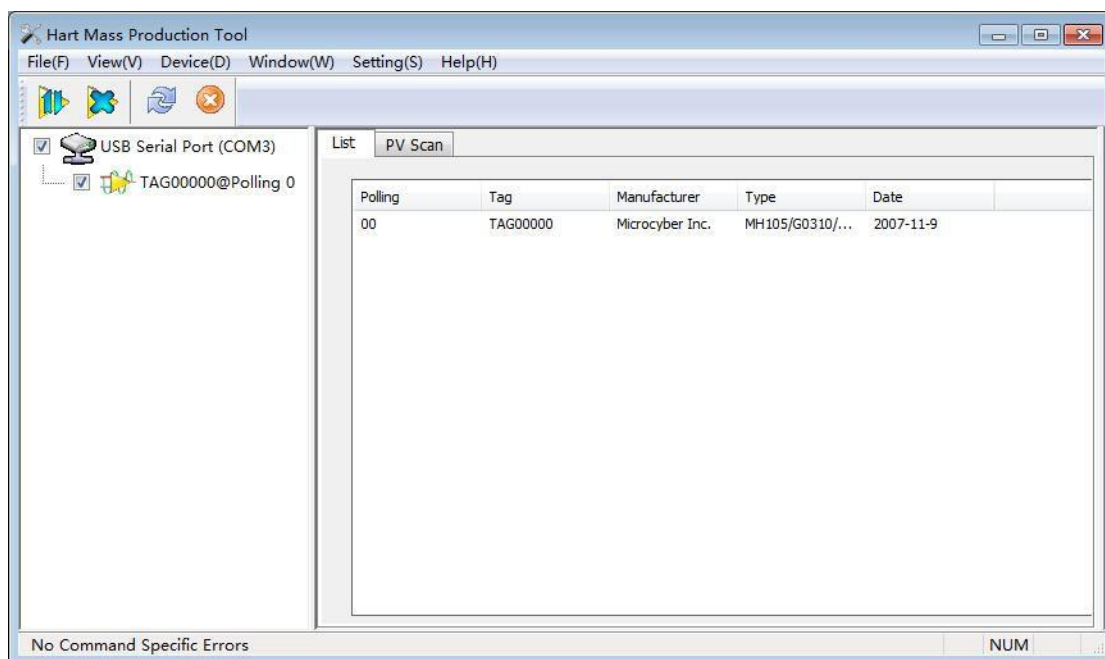 Hart Mass Production Tool
File(F) View(V) Device(D) Window(W) Setting(S) Help(H)
USB Serial Port (COM3)
TAG00000@Polling 0
List PV Scan
Polling Tag Manufacturer Type Date
00 TAG00000 Microcyber Inc. MH105/G0310/... 2007-11-9
No Command Specific Errors NUM